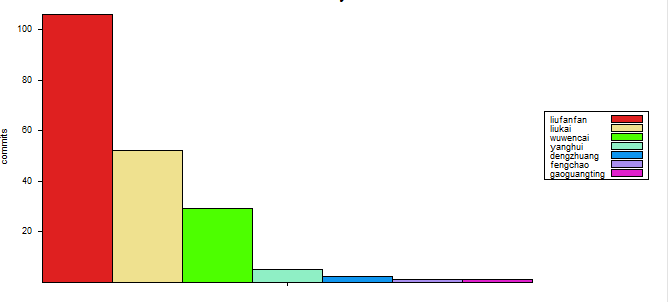 100
80
60
40
20
commits
liufanfan
liukai
wuwencai
yanghui
dengzhuang
fengchao
gaoguangting